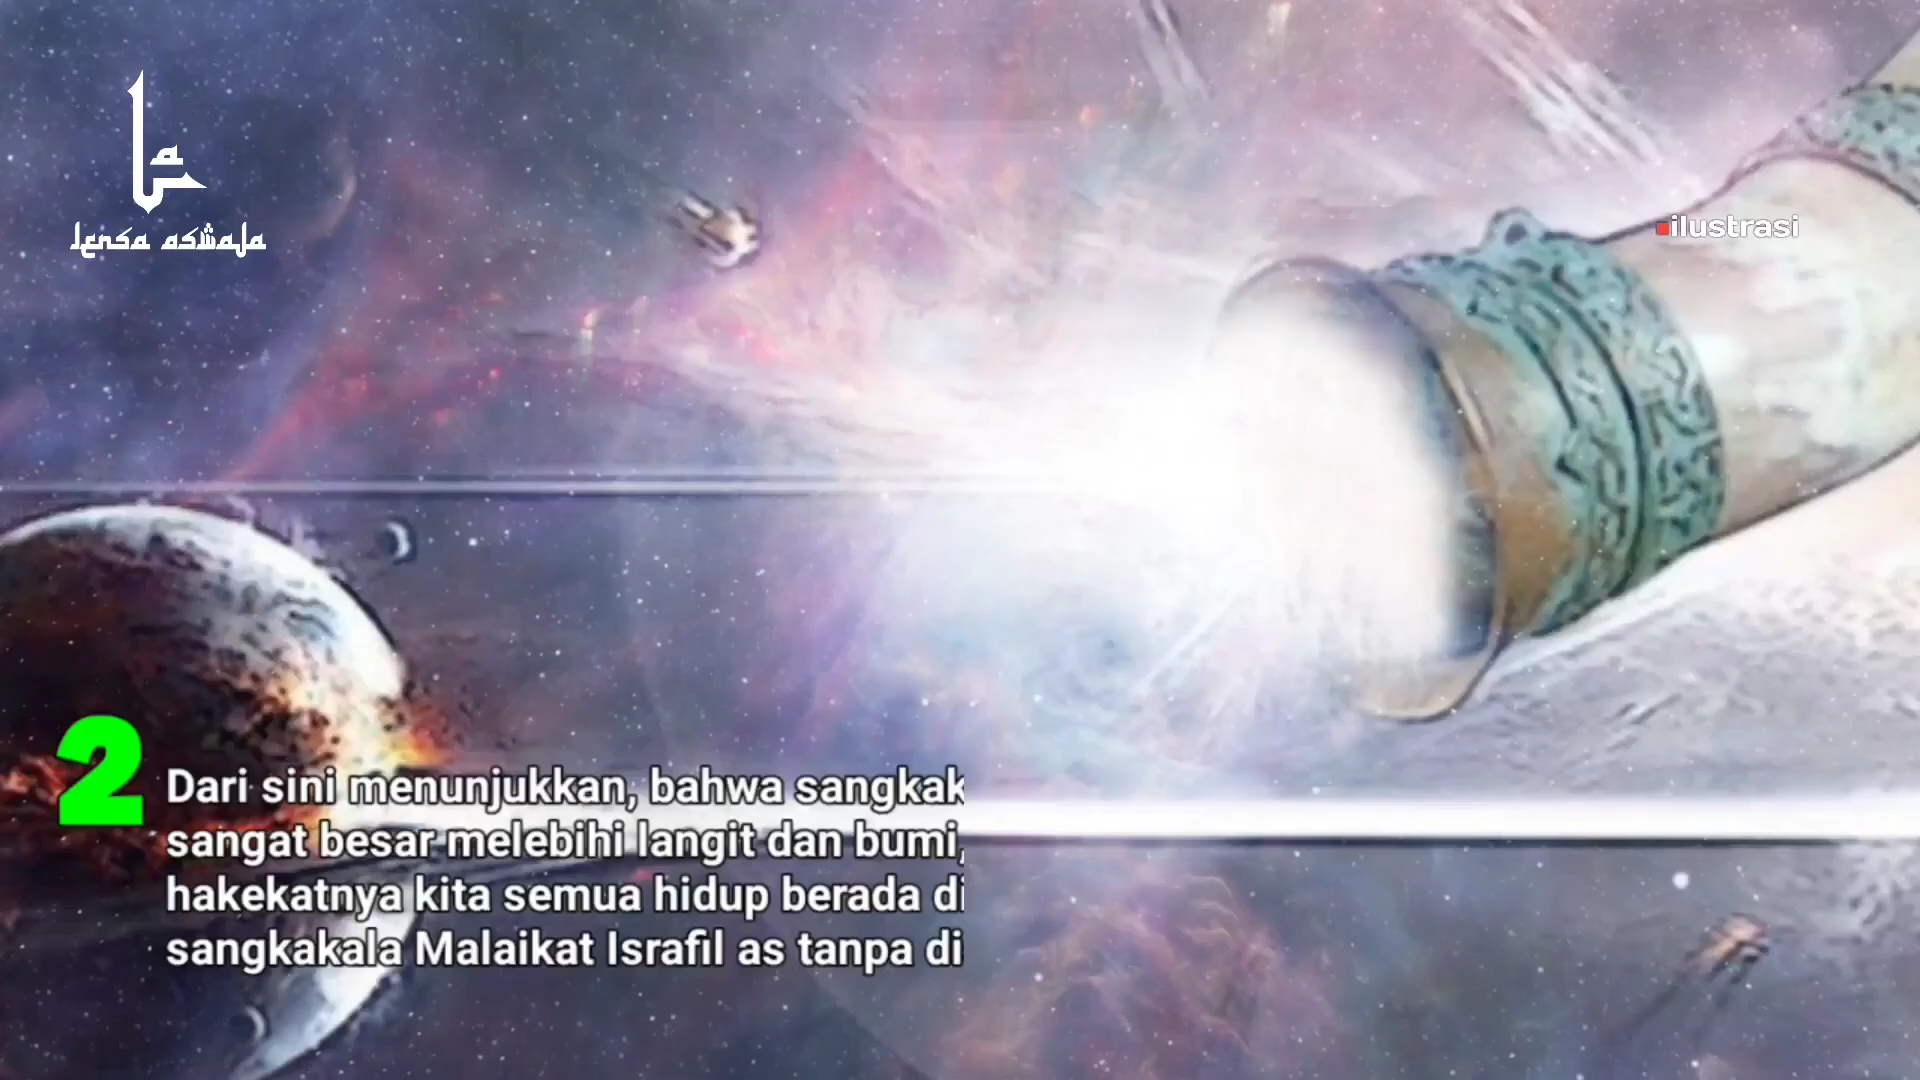 La
lensa aswaja
ilustrasi
2
Dari sini menunjukkan, bahwa sangkak
sangat besar melebihi langit dan bumi,
hakekatnya kita semua hidup berada di
sangkakala Malaikat Israfil as tanpa di